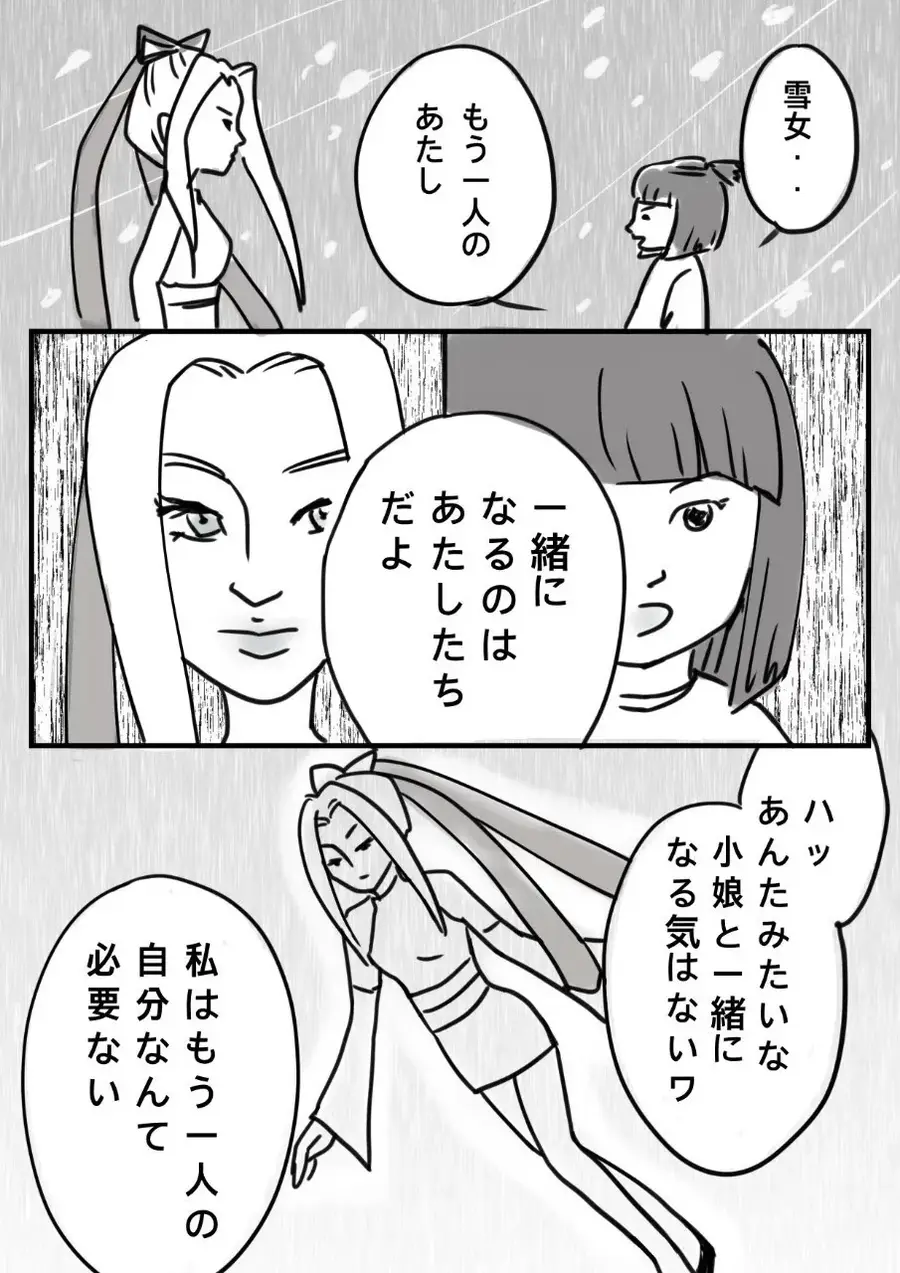 雪女・・
もう一人の
あたし
一緒に
なるのは
あたしたち
だよ
ハッ
あんたみたいな
小娘と一緒に
なる気はないワ
私はもう一人の
自分なんて
必要ない